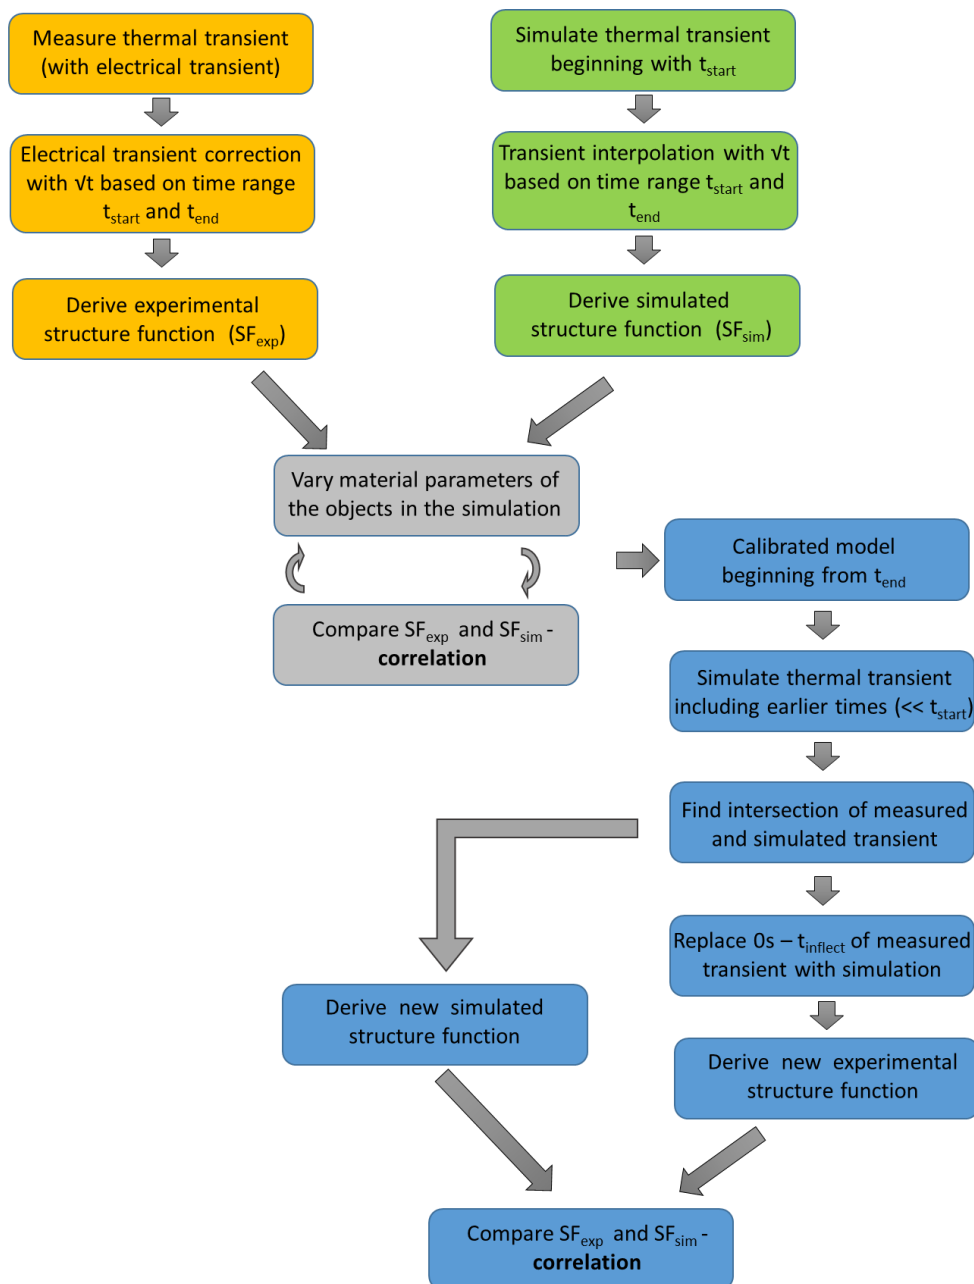 Measure thermal transient
(with electrical transient)
Simulate thermal transient
beginning with tstart
Electrical transient correction
with √t based on time range
tstart and tend
Transient interpolation with √t
based on time range tstart and
tend
Derive experimental
structure function (SFexp)
Derive simulated
structure function (SFsim)
Vary material parameters of
the objects in the simulation
Compare SFexp and SFsim -
correlation
Calibrated model
beginning from tend
Simulate thermal transient
including earlier times (<< tstart)
Find intersection of measured
and simulated transient
Replace 0s – tinflect of measured
transient with simulation
Derive new simulated
structure function
Derive new experimental
structure function
Compare SFexp and SFsim -
correlation